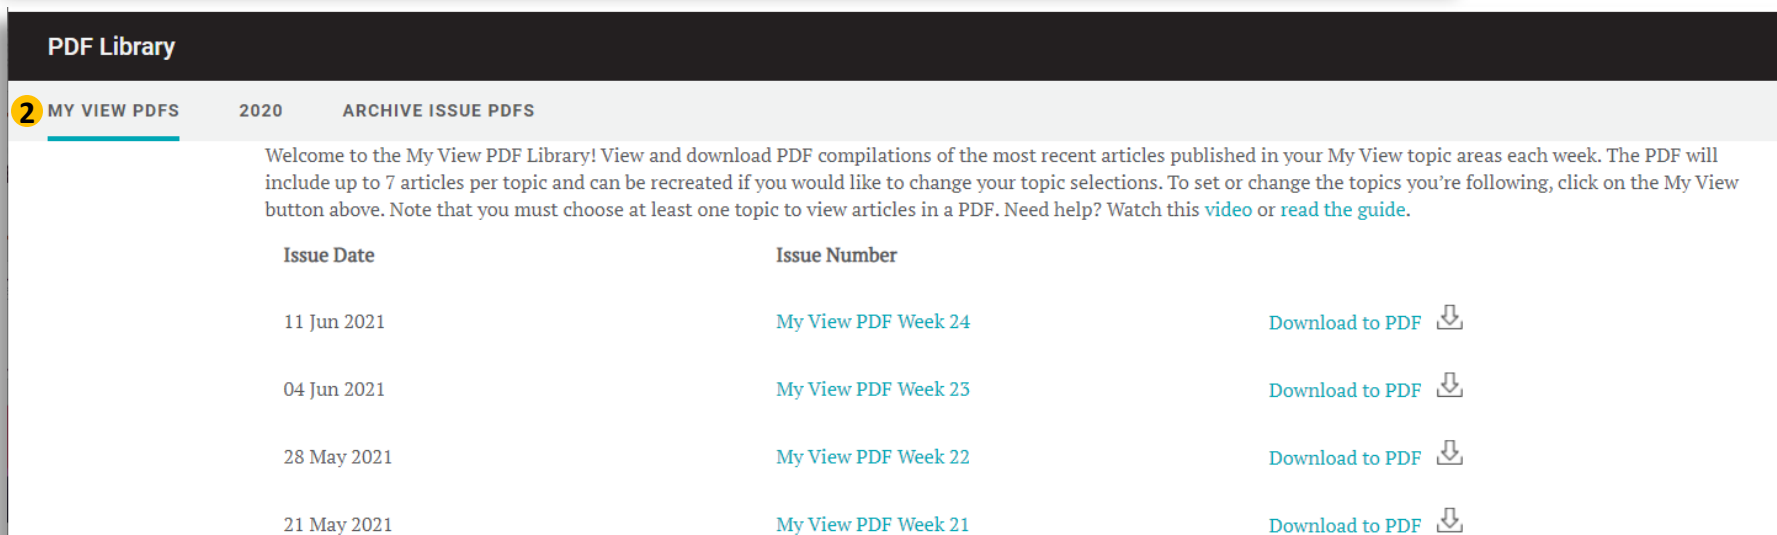 PDF Library
2 MY VIEW PDFS 2020 ARCHIVE ISSUE PDFS
Welcome to the My View PDF Library! View and download PDF compilations of the most recent articles published in your My View topic areas each week. The PDF will
include up to 7 articles per topic and can be recreated if you would like to change your topic selections. To set or change the topics you’re following, click on the My View
button above. Note that you must choose at least one topic to view articles in a PDF. Need help? Watch this video or read the guide.
Issue Date Issue Number
11 Jun 2021 My View PDF Week 24 Download to PDF
04 Jun 2021 My View PDF Week 23 Download to PDF
28 May 2021 My View PDF Week 22 Download to PDF
21 May 2021 My View PDF Week 21 Download to PDF